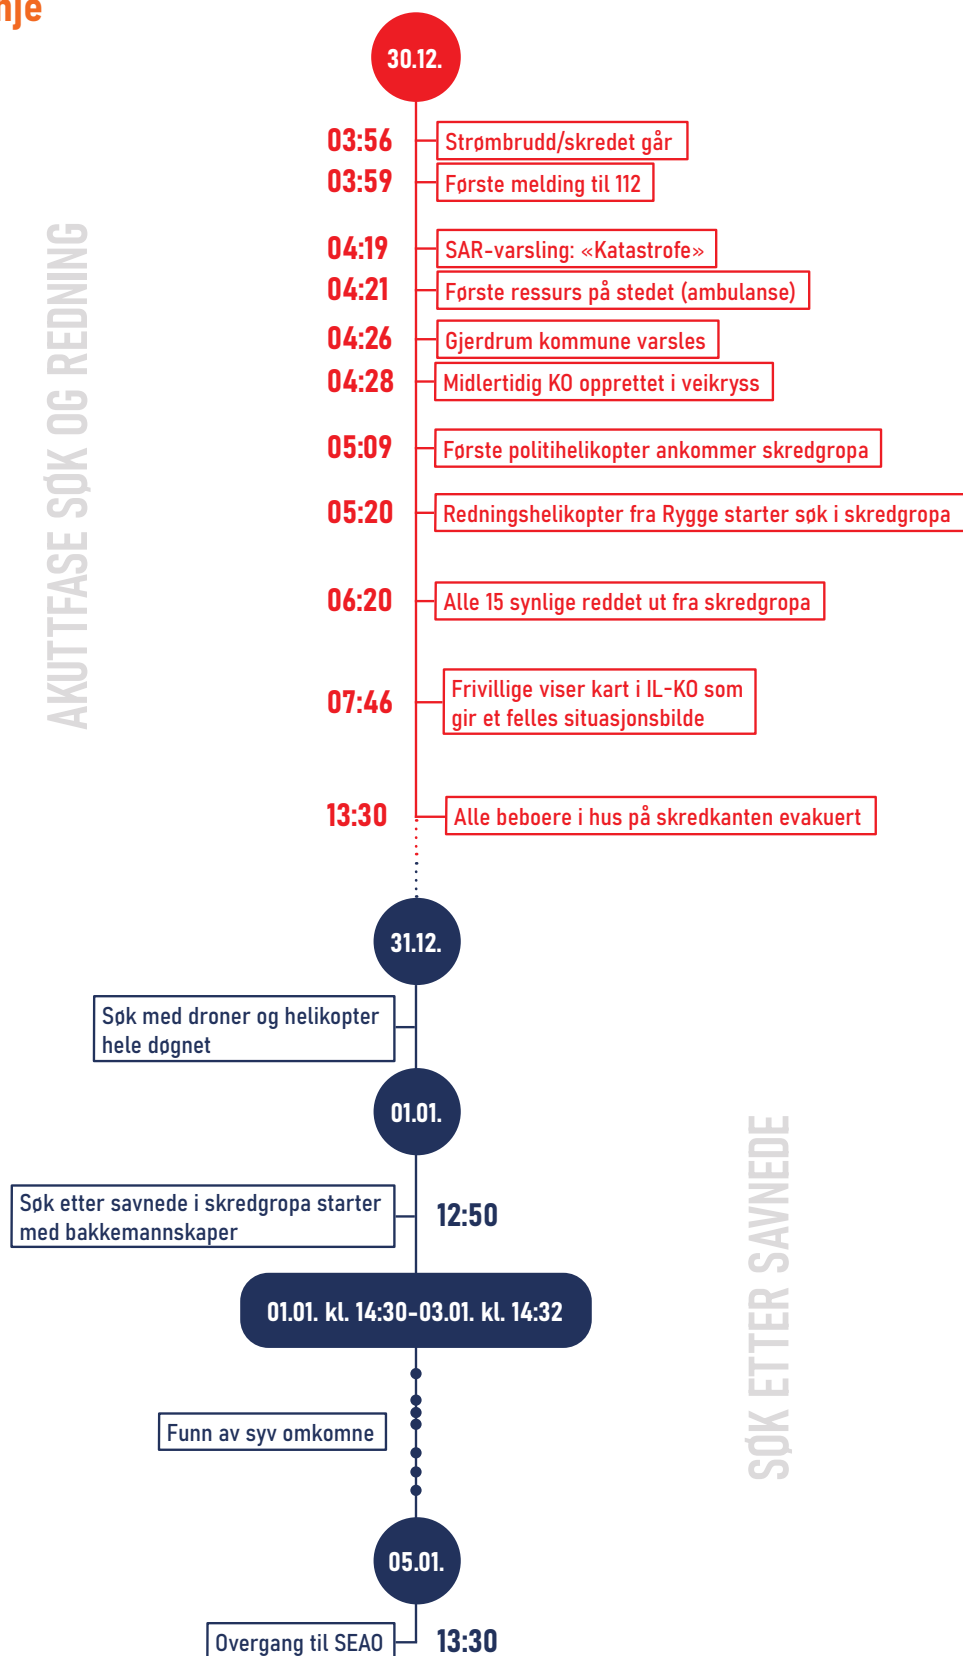 30.12.
03:56
Strømbrudd/skredet går
03:59
Første melding til 112
AKUTTFASE SØK OG REDNING
04:19
SAR-varsling: «Katastrofe»
04:21
Første ressurs på stedet (ambulanse)
04:26
Gjerdrum kommune varsles
04:28
Midlertidig KO opprettet i veikryss
05:09
Første politihelikopter ankommer skredgropa
05:20
Redningshelikopter fra Rygge starter søk i skredgropa
06:20
Alle 15 synlige reddet ut fra skredgropa
07:46
Frivillige viser kart i IL-KO som
gir et felles situasjonsbilde
13:30
Alle beboere i hus på skredkanten evakuert
31.12.
Søk med droner og helikopter
hele døgnet
01.01.
SØK ETTER SAVNEDE
Søk etter savnede i skredgropa starter
med bakkemannskaper
12:50
01.01. kl. 14:30-03.01. kl. 14:32
Funn av syv omkomne
05.01.
Overgang til SEAO
13:30